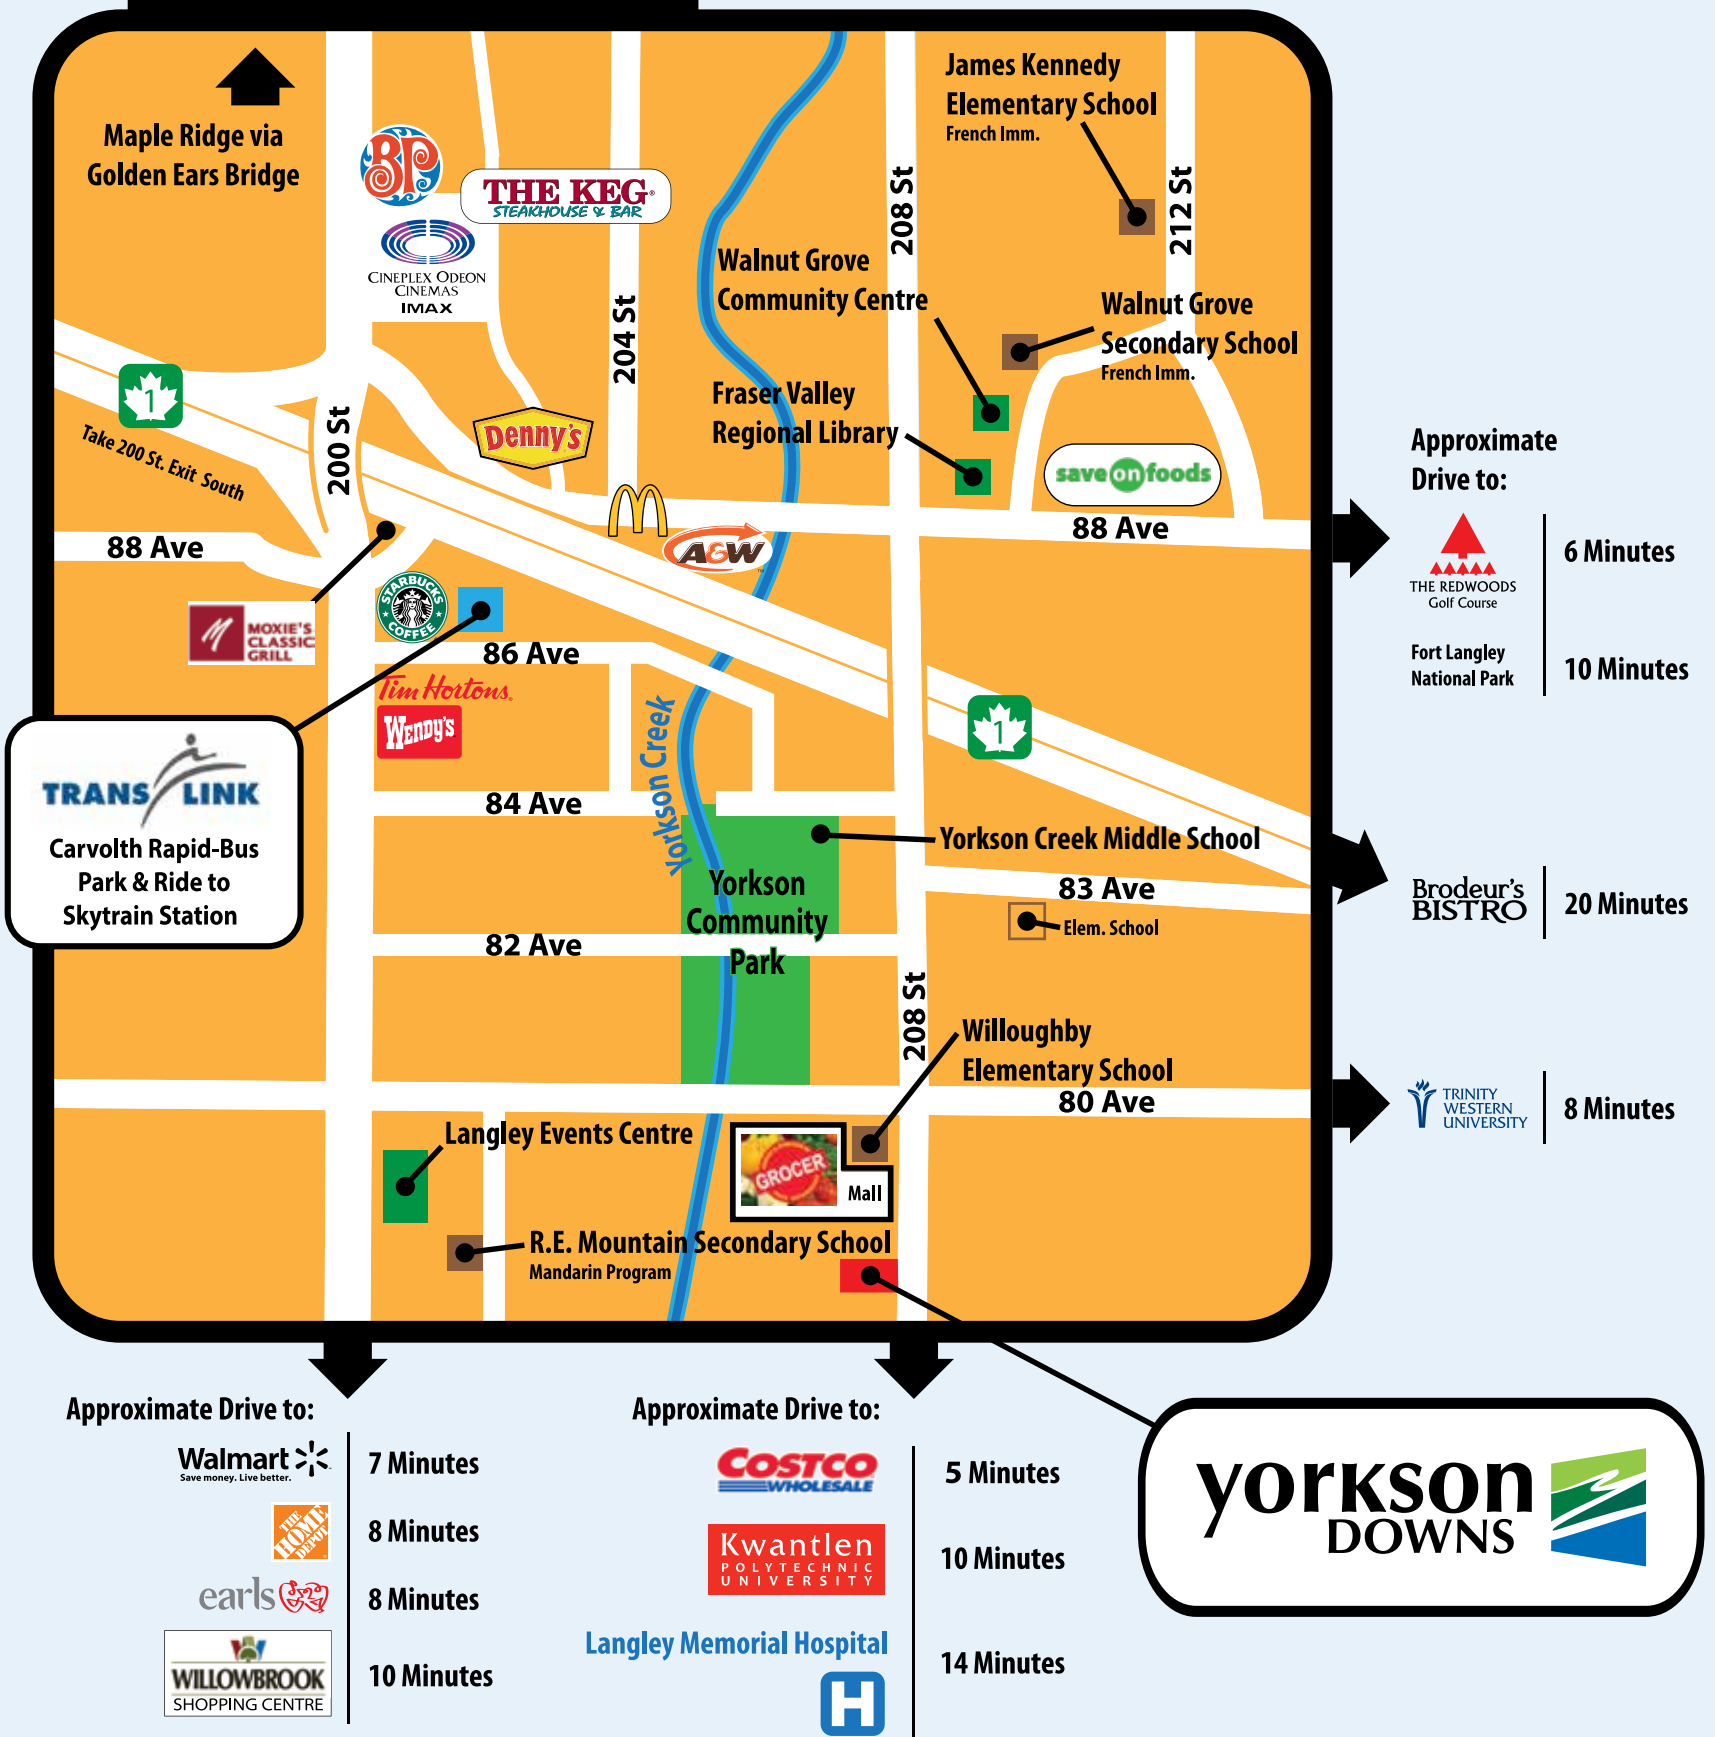 Maple Ridge via
Golden Ears Bridge
BP
THE KEG
STEAKHOUSE & BAR
CINEPLEX ODEON
CINEMAS
IMAX
204 St
208 St
212 St
James Kennedy
Elementary School
French Imm.
Walnut Grove
Community Centre
Walnut Grove
Secondary School
French Imm.
Fraser Valley
Regional Library
save on foods
1
Take 200 St. Exit South
200 St
Denny's
88 Ave
88 Ave
A&W
MOXIE'S
CLASSIC
GRILL
STARBUCKS
COFFEE
86 Ave
Tim Hortons.
WENDY'S
Yorkson Creek
1
TRANS LINK
Carvolth Rapid-Bus
Park & Ride to
Skytrain Station
84 Ave
Yorkson Creek Middle School
83 Ave
Elem. School
Yorkson
Community
Park
82 Ave
208 St
Willoughby
Elementary School
80 Ave
Langley Events Centre
GROCER
Mall
R.E. Mountain Secondary School
Mandarin Program
Approximate
Drive to:
THE REDWOODS
Golf Course
6 Minutes
Fort Langley
National Park
10 Minutes
Brodeur's
BISTRO
20 Minutes
TRINITY
WESTERN
UNIVERSITY
8 Minutes
Approximate Drive to:
Walmart
Save money. Live better.
7 Minutes
THE
HOME
DEPOT
8 Minutes
earls
8 Minutes
WILLOWBROOK
SHOPPING CENTRE
10 Minutes
Approximate Drive to:
COSTCO
WHOLESALE
5 Minutes
Kwantlen
POLYTECHNIC
UNIVERSITY
10 Minutes
Langley Memorial Hospital
H
14 Minutes
yorkson
DOWNS